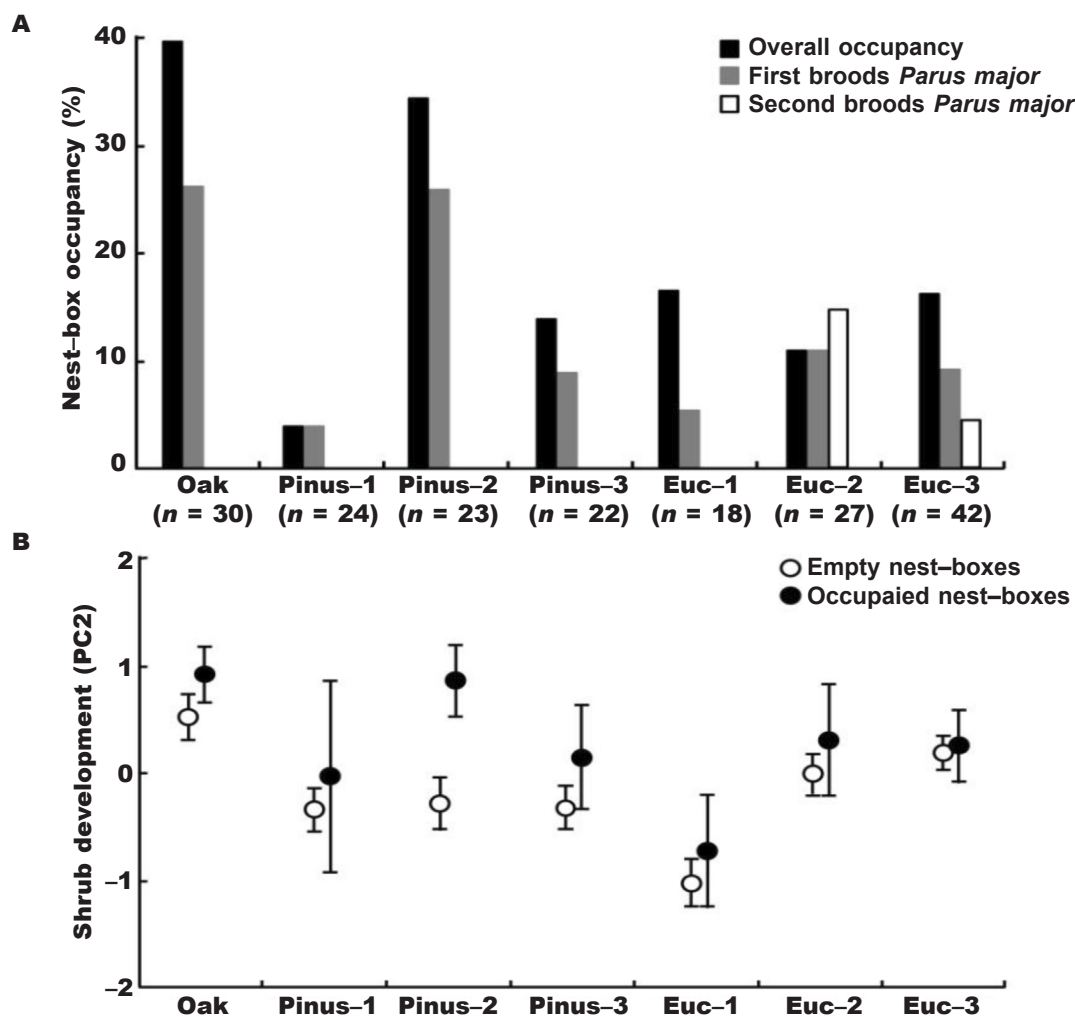 A
40
30
20
10
0
Nest–box occupancy (%)
Overall occupancy
First broods Parus major
Second broods Parus major
Oak Pinus–1 Pinus–2 Pinus–3 Euc–1 Euc–2 Euc–3
(n = 30) (n = 24) (n = 23) (n = 22) (n = 18) (n = 27) (n = 42)
B
2
1
0
–1
–2
Shrub development (PC2)
Empty nest–boxes
Occupaied nest–boxes
Oak Pinus–1 Pinus–2 Pinus–3 Euc–1 Euc–2 Euc–3